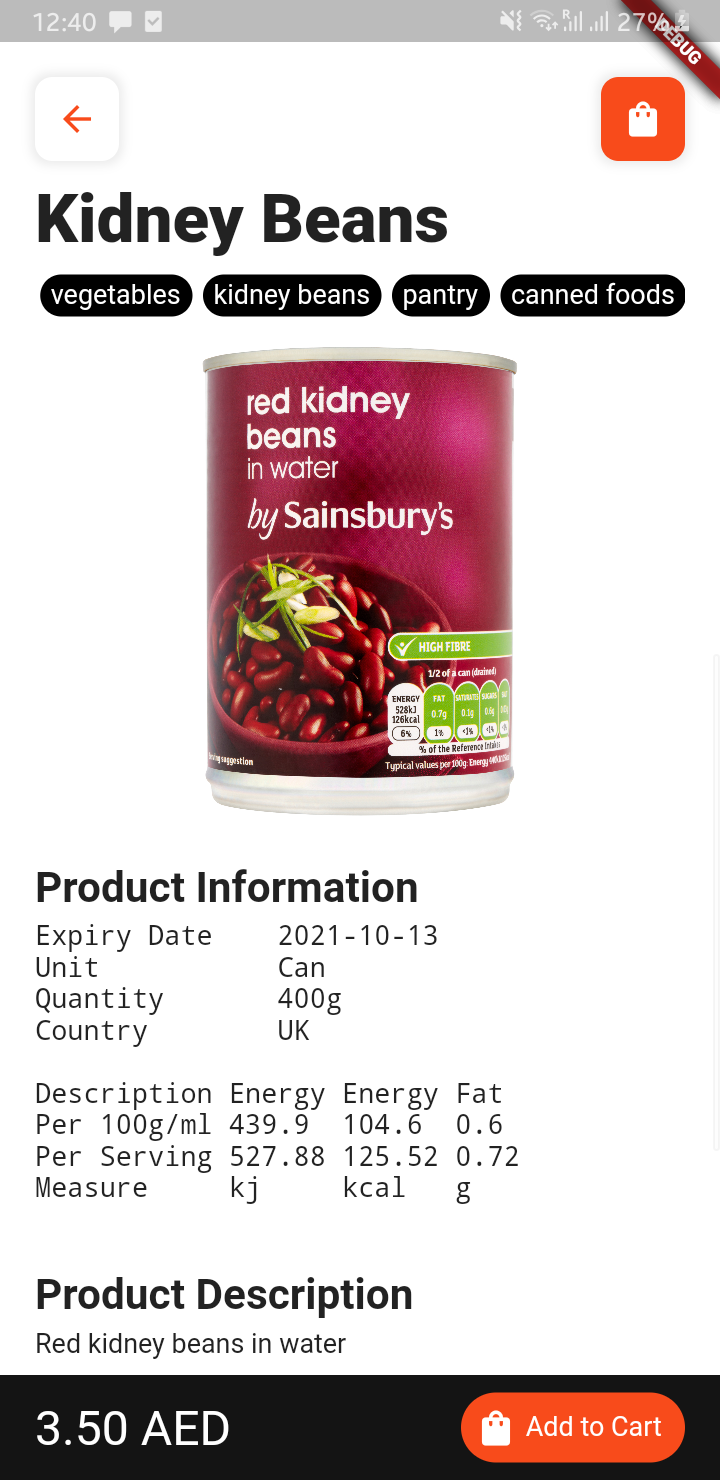 12:40
27%
DEBUG
Kidney Beans
vegetables kidney beans pantry canned foods
red kidney
beans
in water
by Sainsbury's
HIGH FIBRE
1/2 of a can (drained)
ENERGY FAT SATURATES SUGARS
528kJ
126kcal 0.7g 0.1g 0.6g
6% 1% <1% <1%
% of the Reference Intakes
suggestion
Typical values per 100g: Energy
Product Information
Expiry Date 2021-10-13
Unit Can
Quantity 400g
Country UK
Description Energy Energy Fat
Per 100g/ml 439.9 104.6 0.6
Per Serving 527.88 125.52 0.72
Measure kj kcal g
Product Description
Red kidney beans in water
3.50 AED
Add to Cart